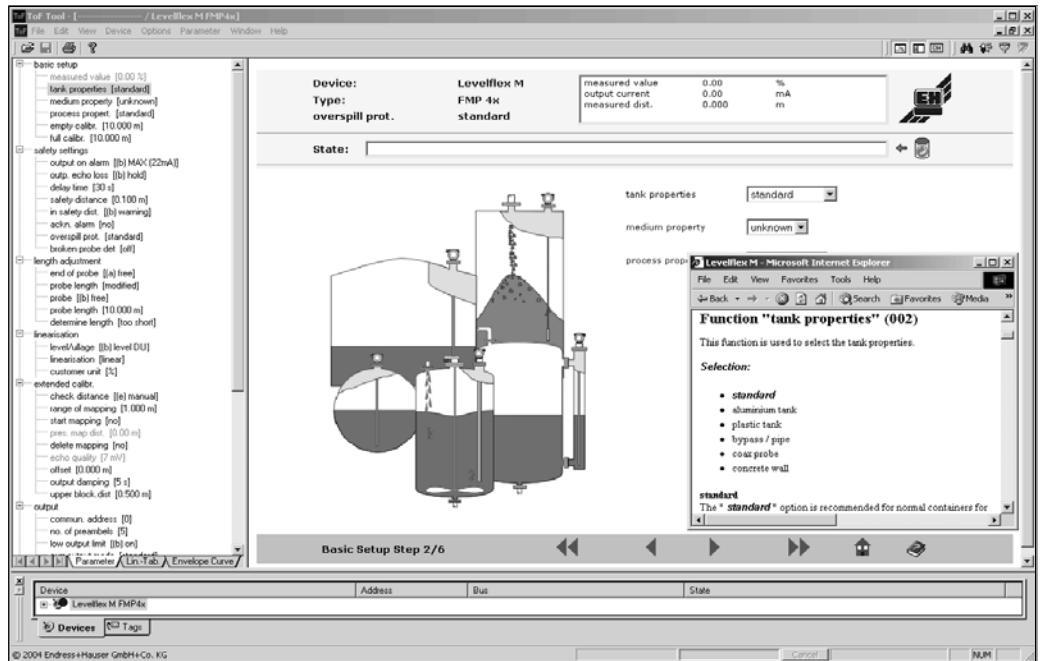 ToF Tool - [ / Levelflex M FMP4x]
File Edit View Device Options Parameter Window Help
basic setup
measured value [0.00 %]
tank properties [standard]
medium property [unknown]
process propert. [standard]
empty calibr. [10.000 m]
full calibr. [10.000 m]
safety settings
output on alarm [(b) MAX (22mA)]
outp. echo loss [(b) hold]
delay time [30 s]
safety distance [0.100 m]
in safety dist. [(b) warning]
ackn. alarm [no]
overspill prot. [standard]
broken probe det [off]
length adjustment
end of probe [(a) free]
probe length [modified]
probe [(b) free]
probe length [10.000 m]
determine length [too short]
linearisation
level/ullage [(b) level DU]
linearisation [linear]
customer unit [%]
extended calibr.
check distance [(e) manual]
range of mapping [1.000 m]
start mapping [no]
pres. map dist. [0.00 m]
delete mapping [no]
echo quality [7 mV]
offset [0.000 m]
output damping [5 s]
upper block. dist [0.500 m]
output
commun. address [0]
no. of preambels [5]
low output limit [(b) on]
Parameter Lin.-Tab. Envelope Curve
Device: Levelflex M
Type: FMP 4x
overspill prot. standard
measured value 0.00 %
output current 0.00 mA
measured dist. 0.000 m
EH
State:
tank properties standard
medium property unknown
process prope
Levelflex M - Microsoft Internet Explorer
File Edit View Favorites Tools Help
Back Search Favorites Media »
Function "tank properties" (002)
This function is used to select the tank properties.
Selection:
• standard
• aluminium tank
• plastic tank
• bypass / pipe
• coax probe
• concrete wall
standard
The " standard " option is recommended for normal containers for
Basic Setup Step 2/6
Device Address Bus State
Levelflex M FMP4x
Devices Tags
© 2004 Endress+Hauser GmbH+Co. KG Cancel NUM